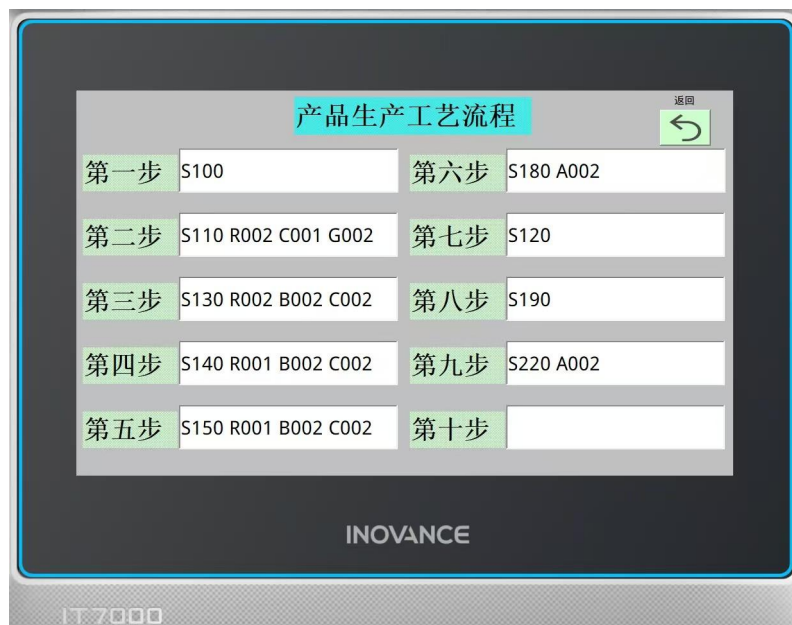 产品生产工艺流程
返回
第一步 S100
第二步 S110 R002 C001 G002
第三步 S130 R002 B002 C002
第四步 S140 R001 B002 C002
第五步 S150 R001 B002 C002
第六步 S180 A002
第七步 S120
第八步 S190
第九步 S220 A002
第十步
INOVANCE
IT7000